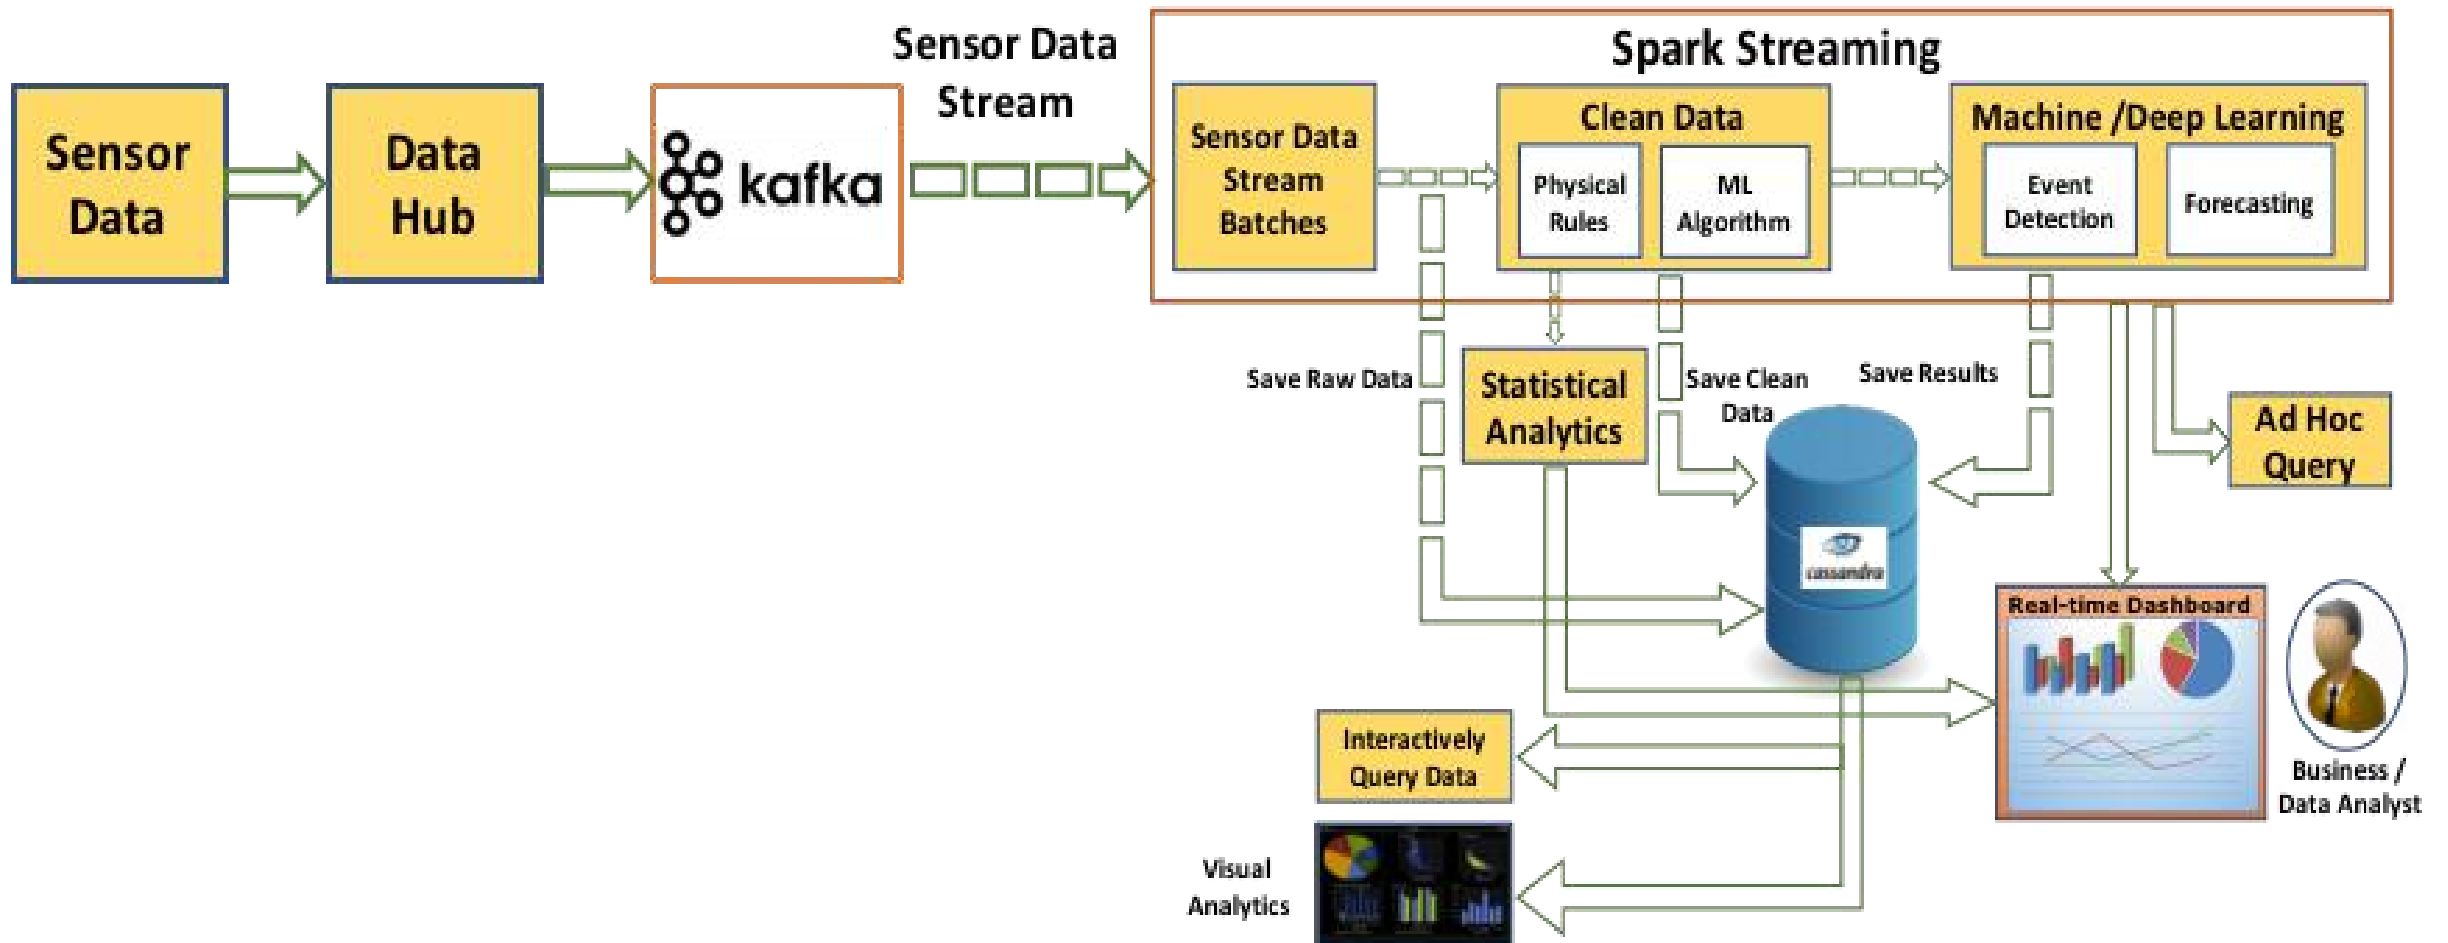 Sensor
Data
Data
Hub
kafka
Sensor Data
Stream
Spark Streaming
Sensor Data
Stream
Batches
Clean Data
Physical
Rules
ML
Algorithm
Machine /Deep Learning
Event
Detection
Forecasting
Save Raw Data
Statistical
Analytics
Save Clean
Data
Save Results
Ad Hoc
Query
cassandra
Real-time Dashboard
Business /
Data Analyst
Interactively
Query Data
Visual
Analytics